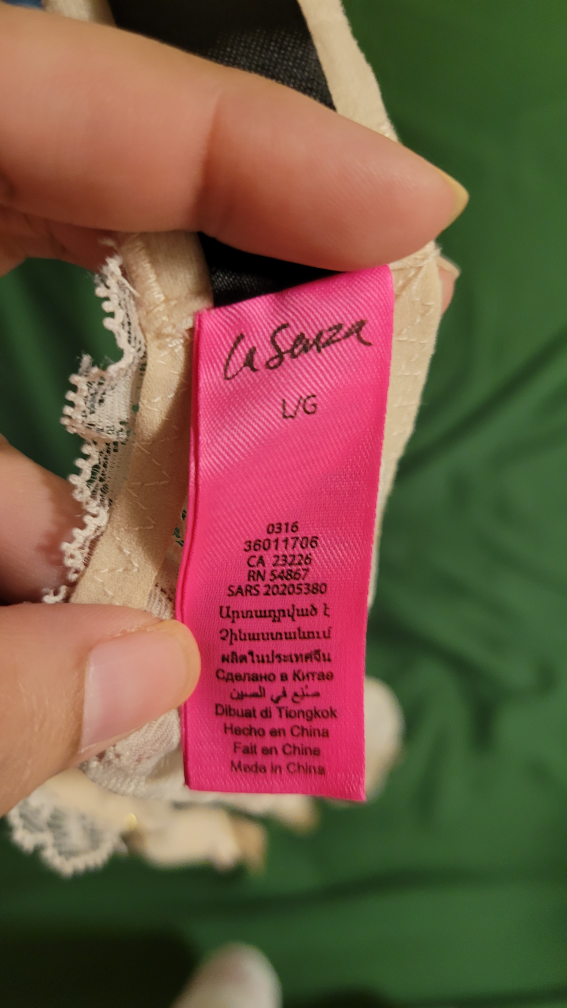 La Senza
L/G
0316
36011706
CA 23226
RN 54867
SARS 20205380
Արտադրված է
Չինաստանում
ผลิตในประเทศจีน
Сделано в Китае
صنع في الصين
Dibuat di Tiongkok
Hecho en China
Fait en Chine
Made in China